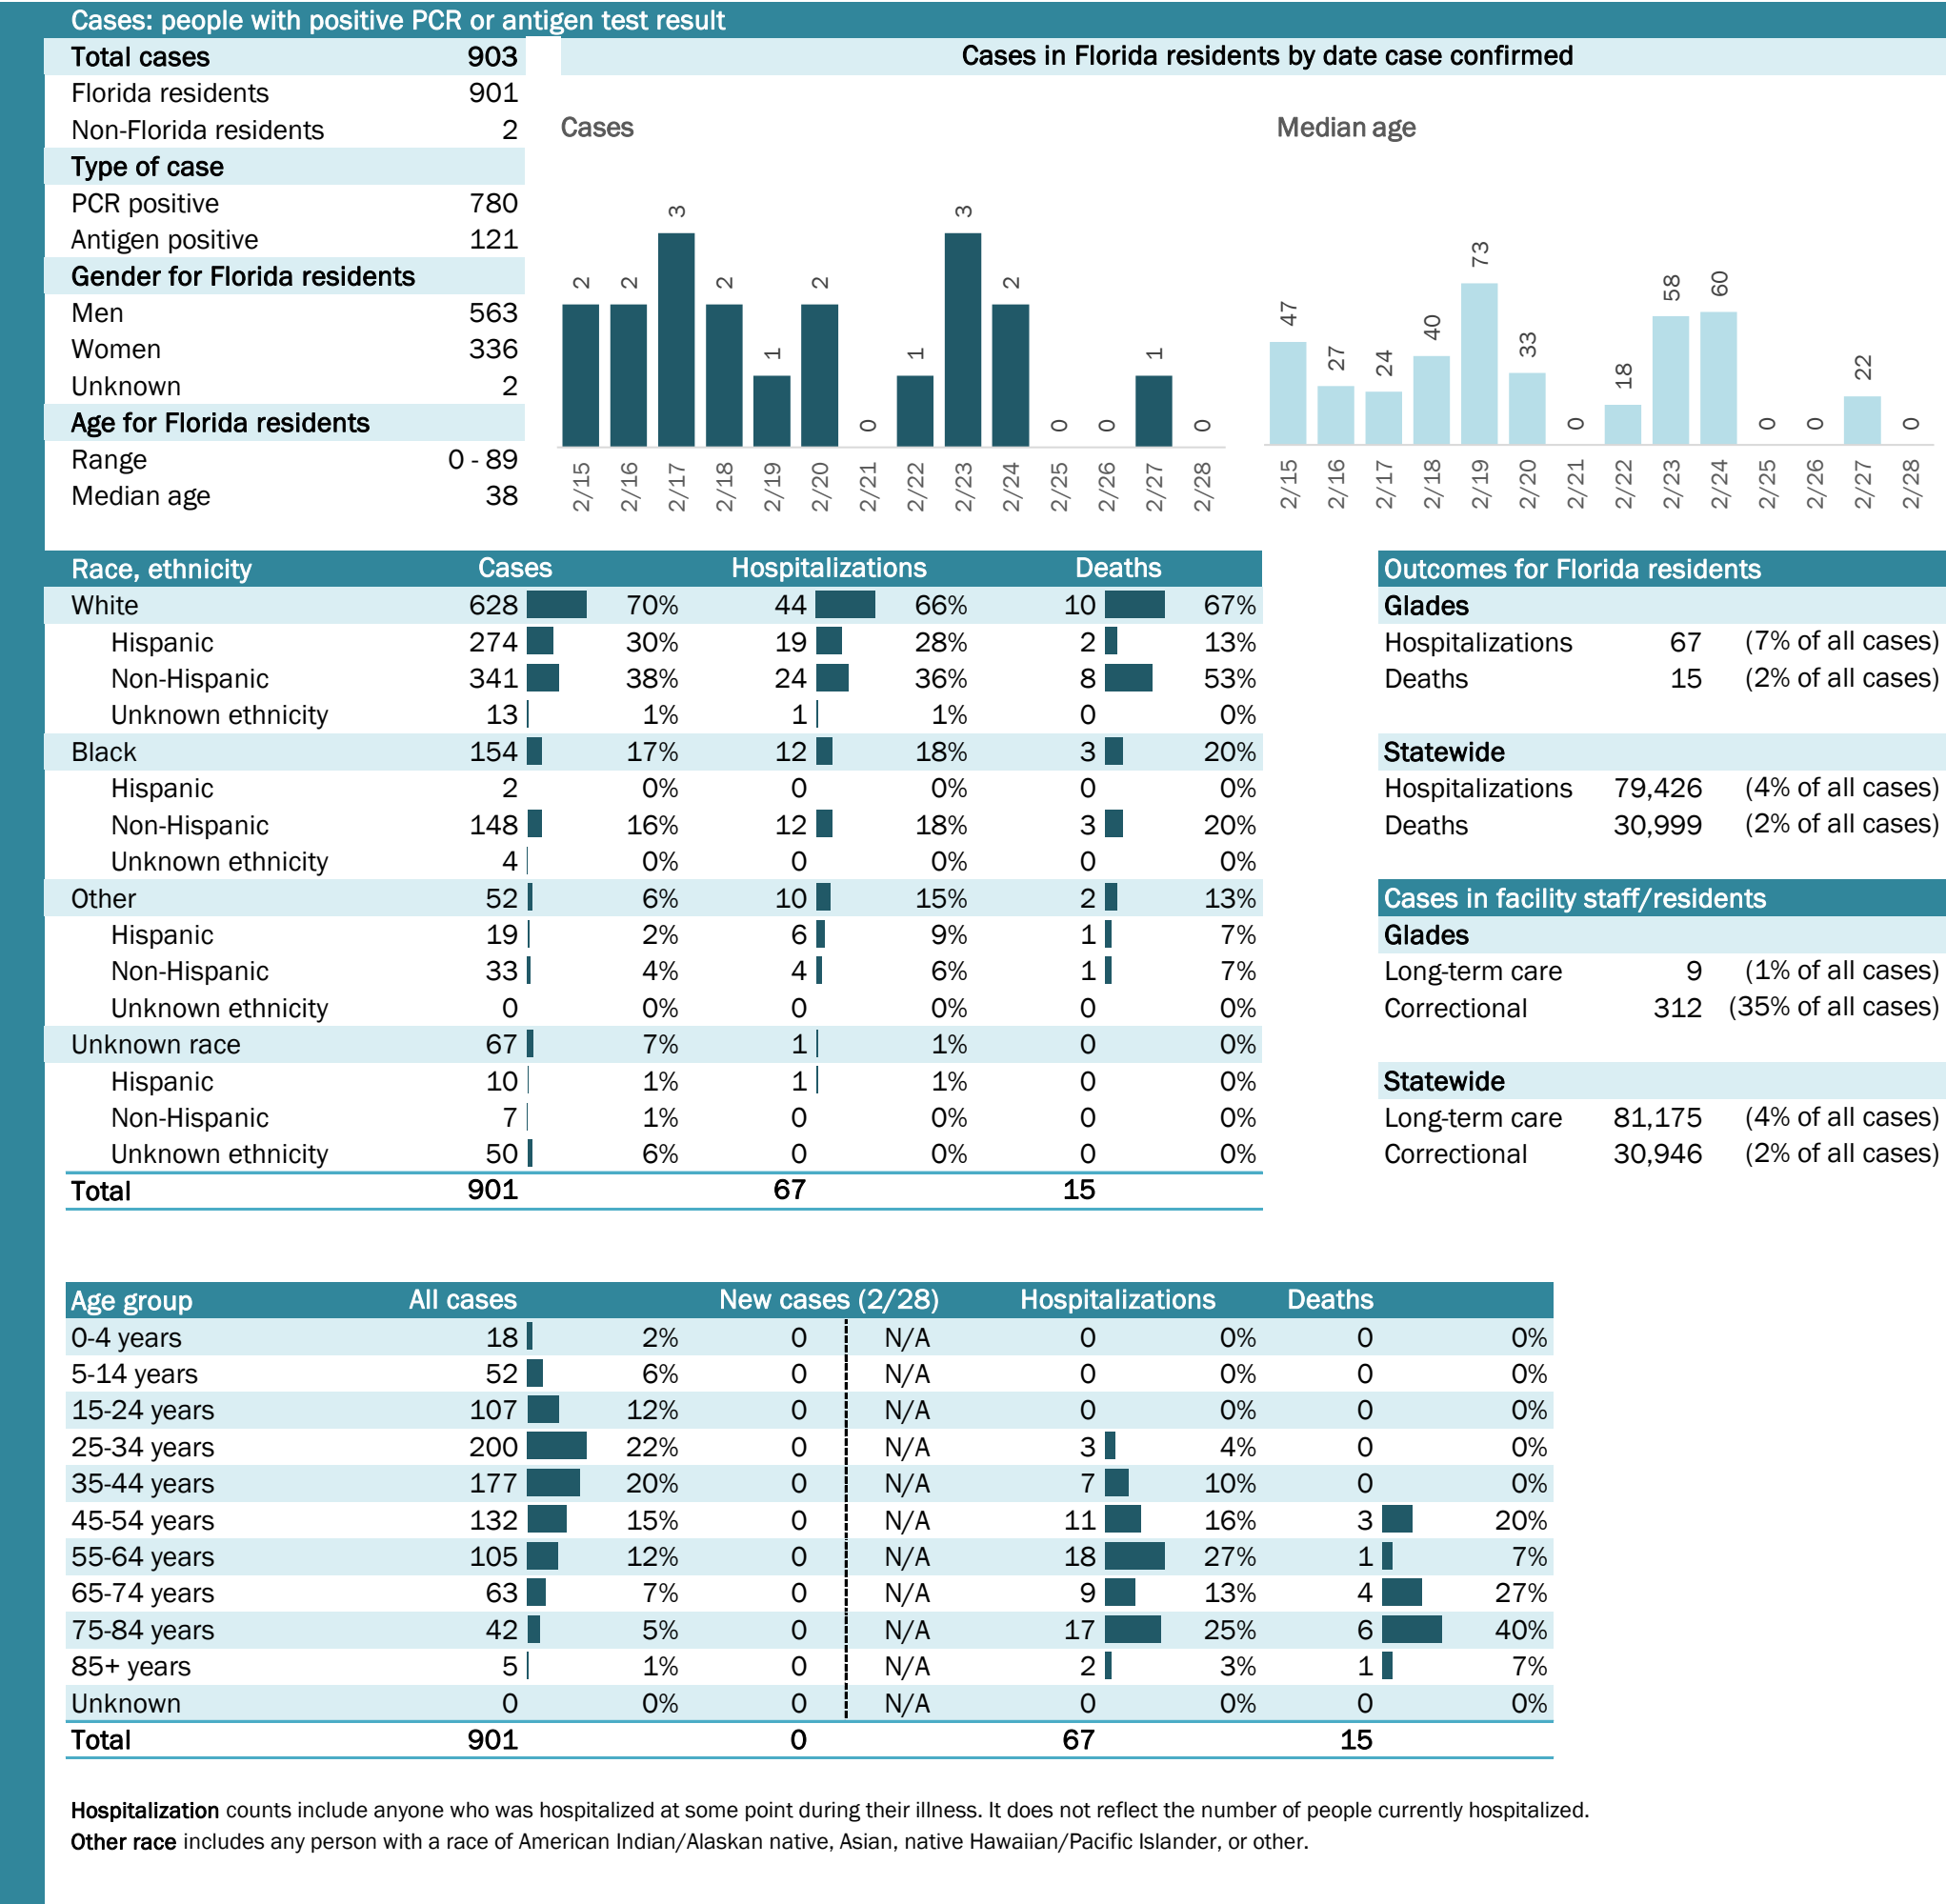 Cases: people with positive PCR or antigen test result
Total cases 903
Florida residents 901
Non-Florida residents 2
Type of case
PCR positive 780
Antigen positive 121
Gender for Florida residents
Men 563
Women 336
Unknown 2
Age for Florida residents
Range 0 - 89
Median age 38
Cases in Florida residents by date case confirmed
Cases
2 2 3 2 1 2 0 1 3 2 0 0 1 0
2/15 2/16 2/17 2/18 2/19 2/20 2/21 2/22 2/23 2/24 2/25 2/26 2/27 2/28
Median age
47 27 24 40 73 33 0 18 58 60 0 0 22 0
2/15 2/16 2/17 2/18 2/19 2/20 2/21 2/22 2/23 2/24 2/25 2/26 2/27 2/28
Race, ethnicity Cases Hospitalizations Deaths
White 628 70% 44 66% 10 67%
Hispanic 274 30% 19 28% 2 13%
Non-Hispanic 341 38% 24 36% 8 53%
Unknown ethnicity 13 1% 1 1% 0 0%
Black 154 17% 12 18% 3 20%
Hispanic 2 0% 0 0% 0 0%
Non-Hispanic 148 16% 12 18% 3 20%
Unknown ethnicity 4 0% 0 0% 0 0%
Other 52 6% 10 15% 2 13%
Hispanic 19 2% 6 9% 1 7%
Non-Hispanic 33 4% 4 6% 1 7%
Unknown ethnicity 0 0% 0 0% 0 0%
Unknown race 67 7% 1 1% 0 0%
Hispanic 10 1% 1 1% 0 0%
Non-Hispanic 7 1% 0 0% 0 0%
Unknown ethnicity 50 6% 0 0% 0 0%
Total 901 67 15
Outcomes for Florida residents
Glades
Hospitalizations 67 (7% of all cases)
Deaths 15 (2% of all cases)
Statewide
Hospitalizations 79,426 (4% of all cases)
Deaths 30,999 (2% of all cases)
Cases in facility staff/residents
Glades
Long-term care 9 (1% of all cases)
Correctional 312 (35% of all cases)
Statewide
Long-term care 81,175 (4% of all cases)
Correctional 30,946 (2% of all cases)
Age group All cases New cases (2/28) Hospitalizations Deaths
0-4 years 18 2% 0 N/A 0 0% 0 0%
5-14 years 52 6% 0 N/A 0 0% 0 0%
15-24 years 107 12% 0 N/A 0 0% 0 0%
25-34 years 200 22% 0 N/A 3 4% 0 0%
35-44 years 177 20% 0 N/A 7 10% 0 0%
45-54 years 132 15% 0 N/A 11 16% 3 20%
55-64 years 105 12% 0 N/A 18 27% 1 7%
65-74 years 63 7% 0 N/A 9 13% 4 27%
75-84 years 42 5% 0 N/A 17 25% 6 40%
85+ years 5 1% 0 N/A 2 3% 1 7%
Unknown 0 0% 0 N/A 0 0% 0 0%
Total 901 0 67 15
Hospitalization counts include anyone who was hospitalized at some point during their illness. It does not reflect the number of people currently hospitalized.
Other race includes any person with a race of American Indian/Alaskan native, Asian, native Hawaiian/Pacific Islander, or other.